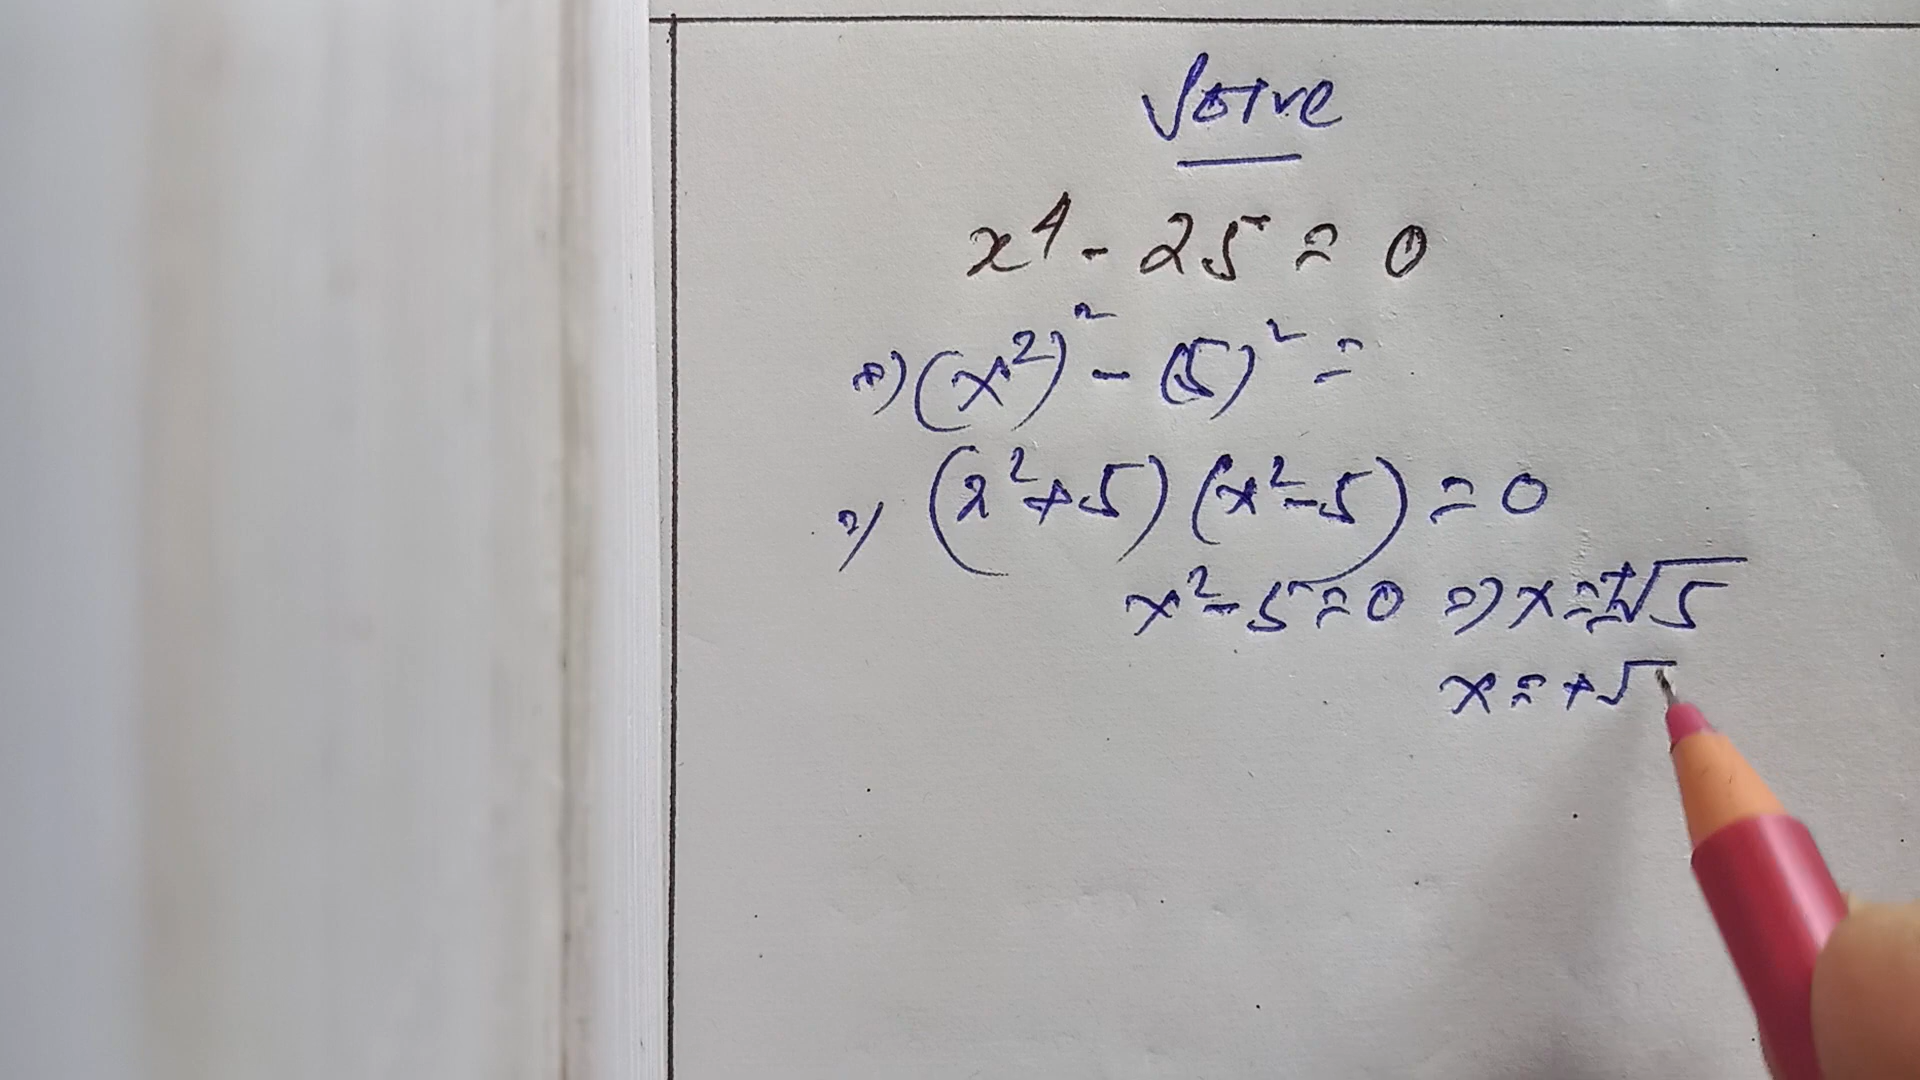 Solve
x⁴ - 25 = 0
⇒ (x²)² - (5)² =
⇒ (x² + 5) (x² - 5) = 0
x² - 5 = 0 ⇒ x = ±√5
x = +√